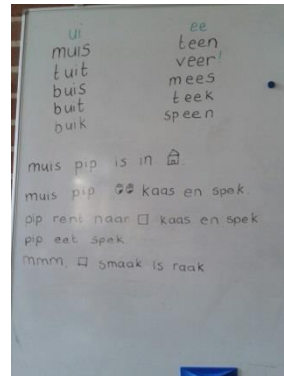 ui
muis
tuit
buis
buit
buik
ee
teen
veer!
mees
teek
speen
muis pip is in .
muis pip kaas en spek.
pip rent naar kaas en spek
pip eet spek
mmm, smaak is raak